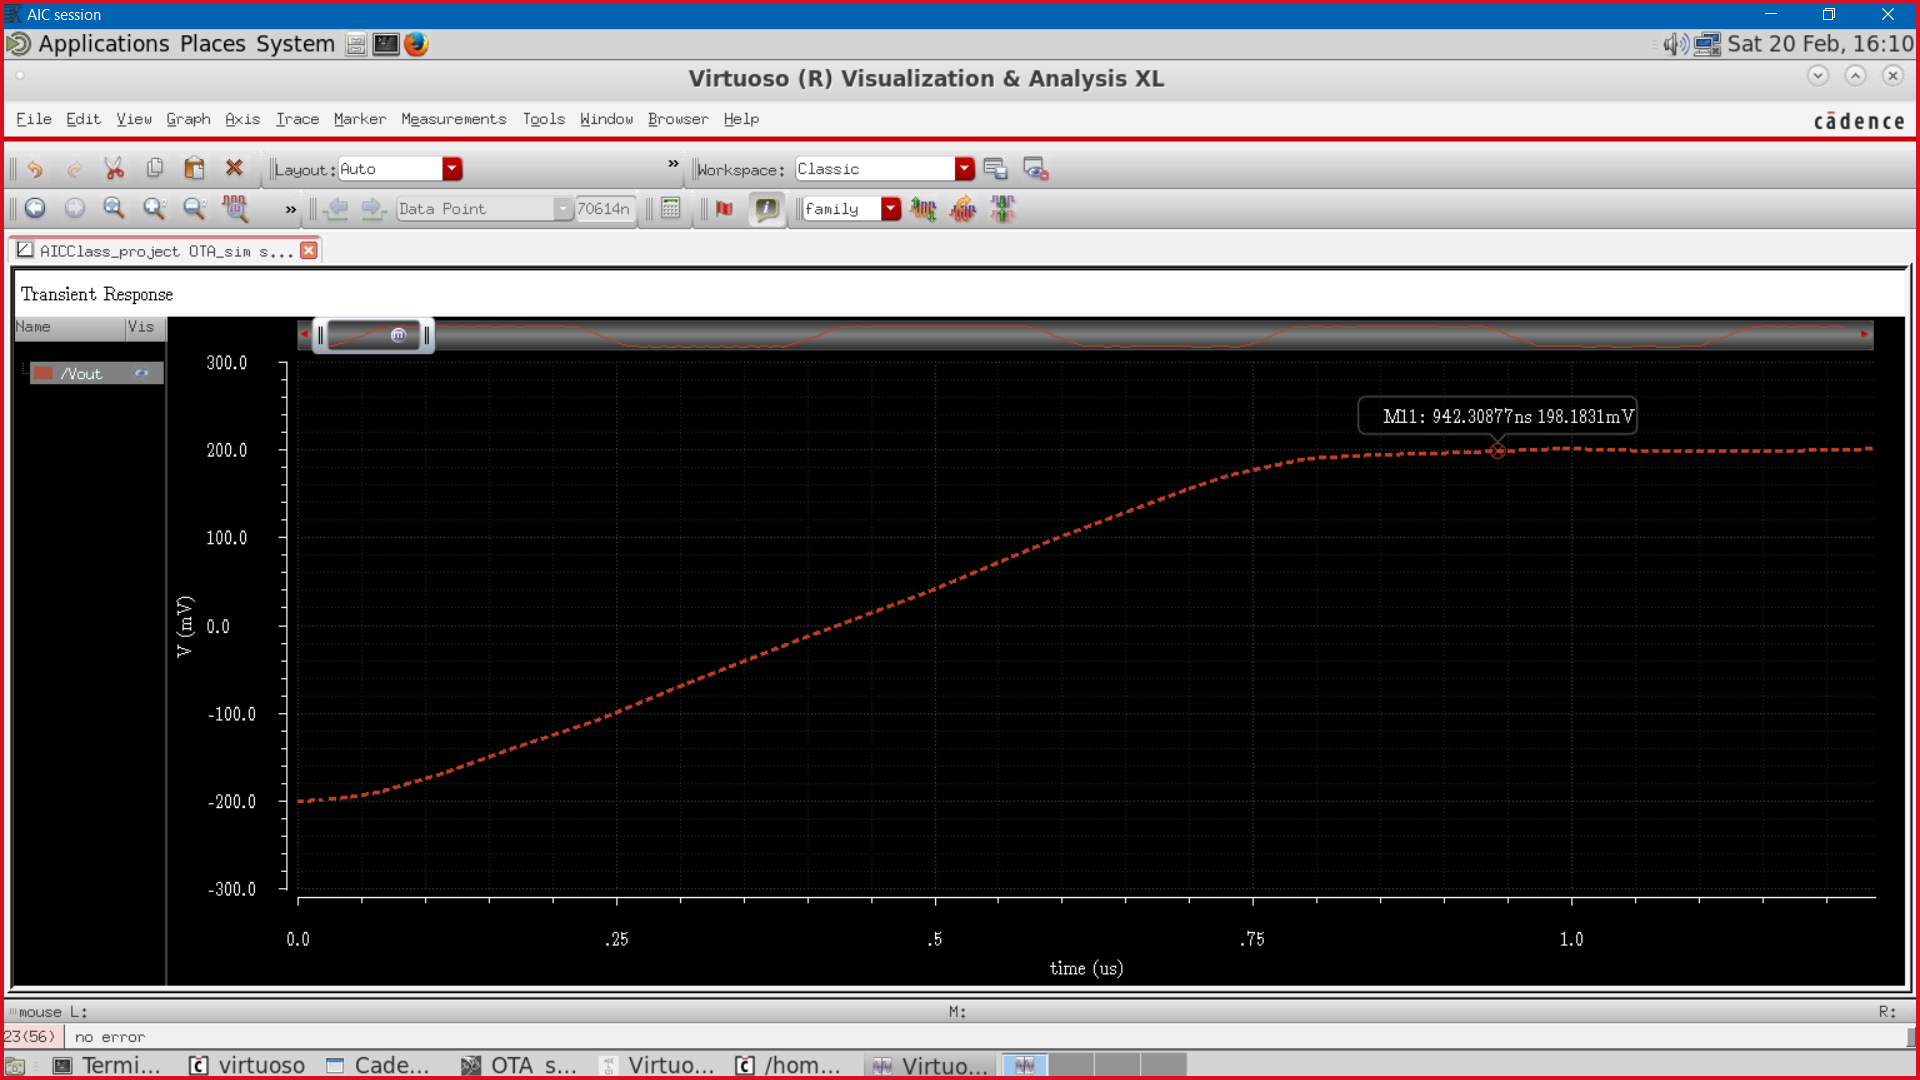 AIC session
Applications Places System
Sat 20 Feb, 16:10
Virtuoso (R) Visualization & Analysis XL
File Edit View Graph Axis Trace Marker Measurements Tools Window Browser Help
cādence
Layout: Auto
» Workspace: Classic
» Data Point 70614n family
AICClass_project OTA_sim s...
Transient Response
Name Vis
/Vout
300.0
M11: 942.30877ns 198.1831mV
200.0
100.0
0.0
-100.0
-200.0
-300.0
V (mV)
0.0 .25 .5 .75 1.0
time (us)
mouse L: M: R:
23(56) no error
Termi... virtuoso Cade... OTA s... Virtuo... /hom... Virtuo...